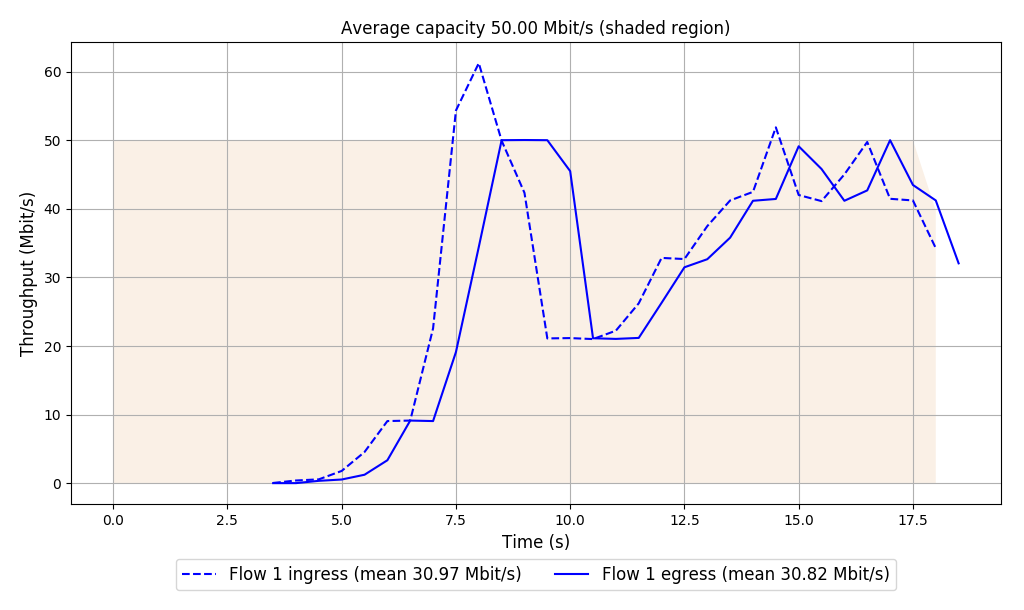 Average capacity 50.00 Mbit/s (shaded region)
Throughput (Mbit/s)
60
50
40
30
20
10
0
0.0 2.5 5.0 7.5 10.0 12.5 15.0 17.5
Time (s)
Flow 1 ingress (mean 30.97 Mbit/s) Flow 1 egress (mean 30.82 Mbit/s)